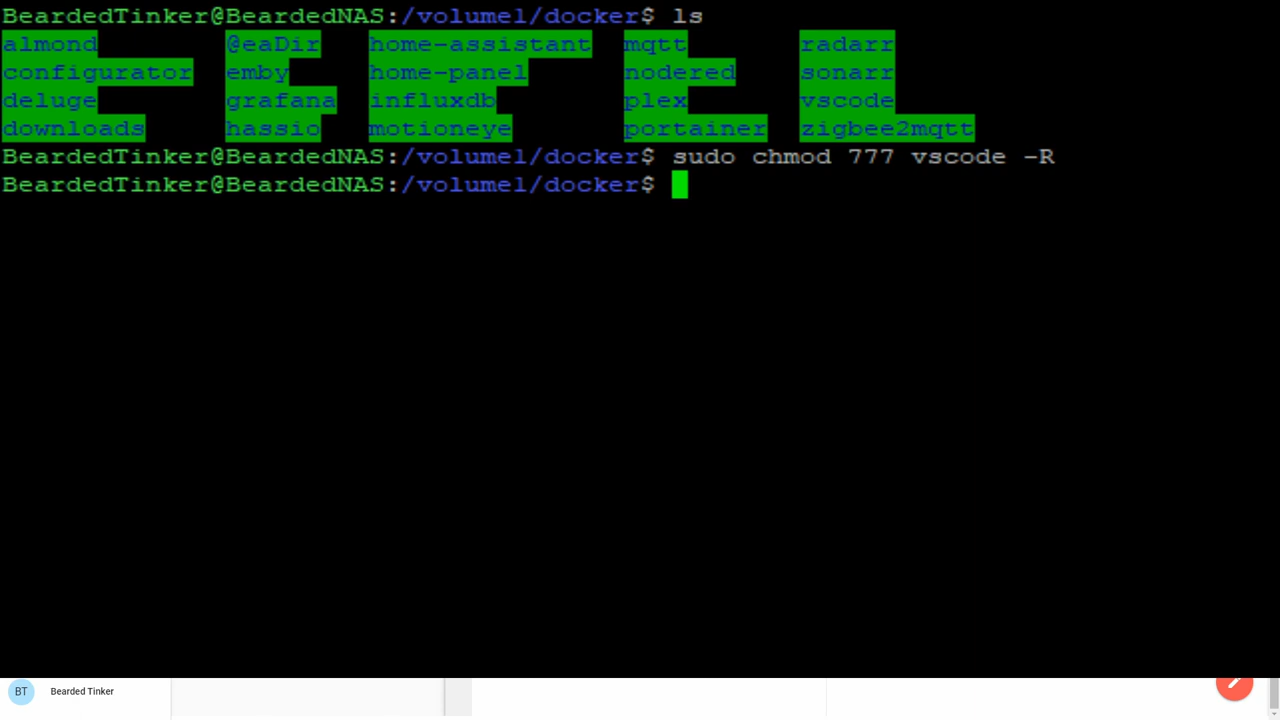 BeardedTinker@BeardedNAS:/volume1/docker$ ls
almond @eaDir home-assistant mqtt radarr
configurator emby home-panel nodered sonarr
deluge grafana influxdb plex vscode
downloads hassio motioneye portainer zigbee2mqtt
BeardedTinker@BeardedNAS:/volume1/docker$ sudo chmod 777 vscode -R
BeardedTinker@BeardedNAS:/volume1/docker$
BT Bearded Tinker